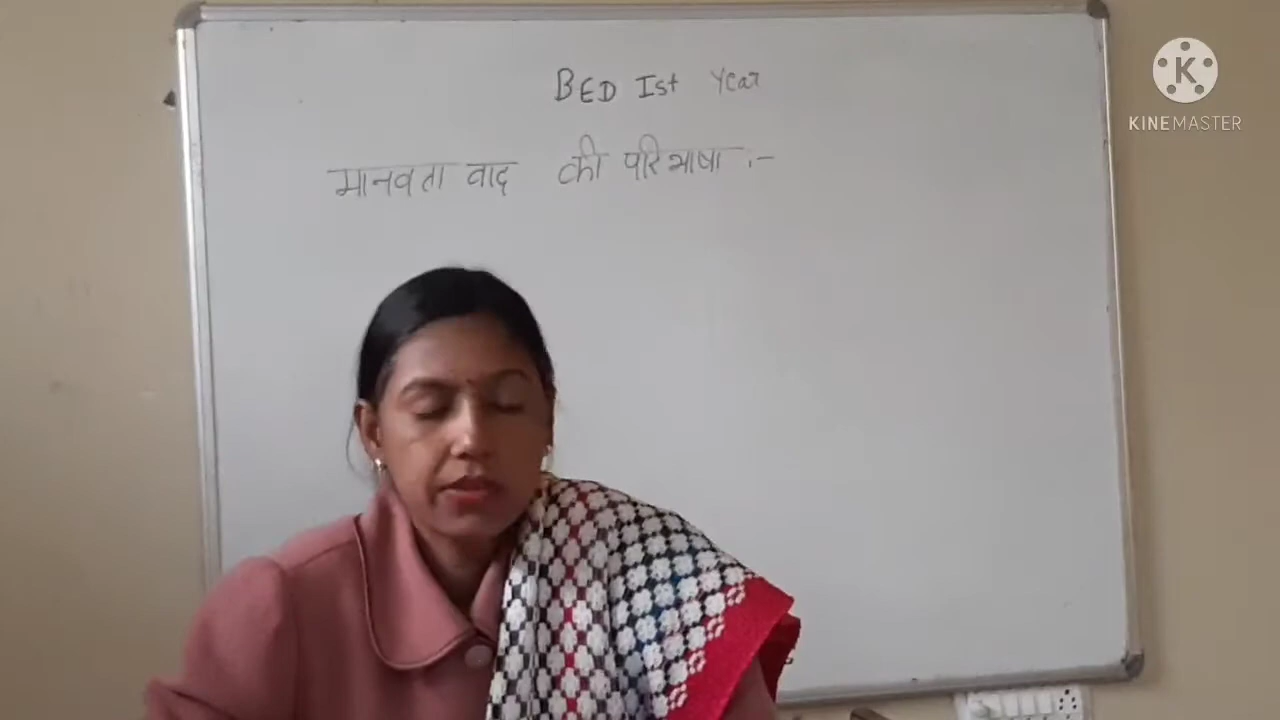 BED Ist Year
मानवता वाद की परिभाषा :-
K
KINEMASTER